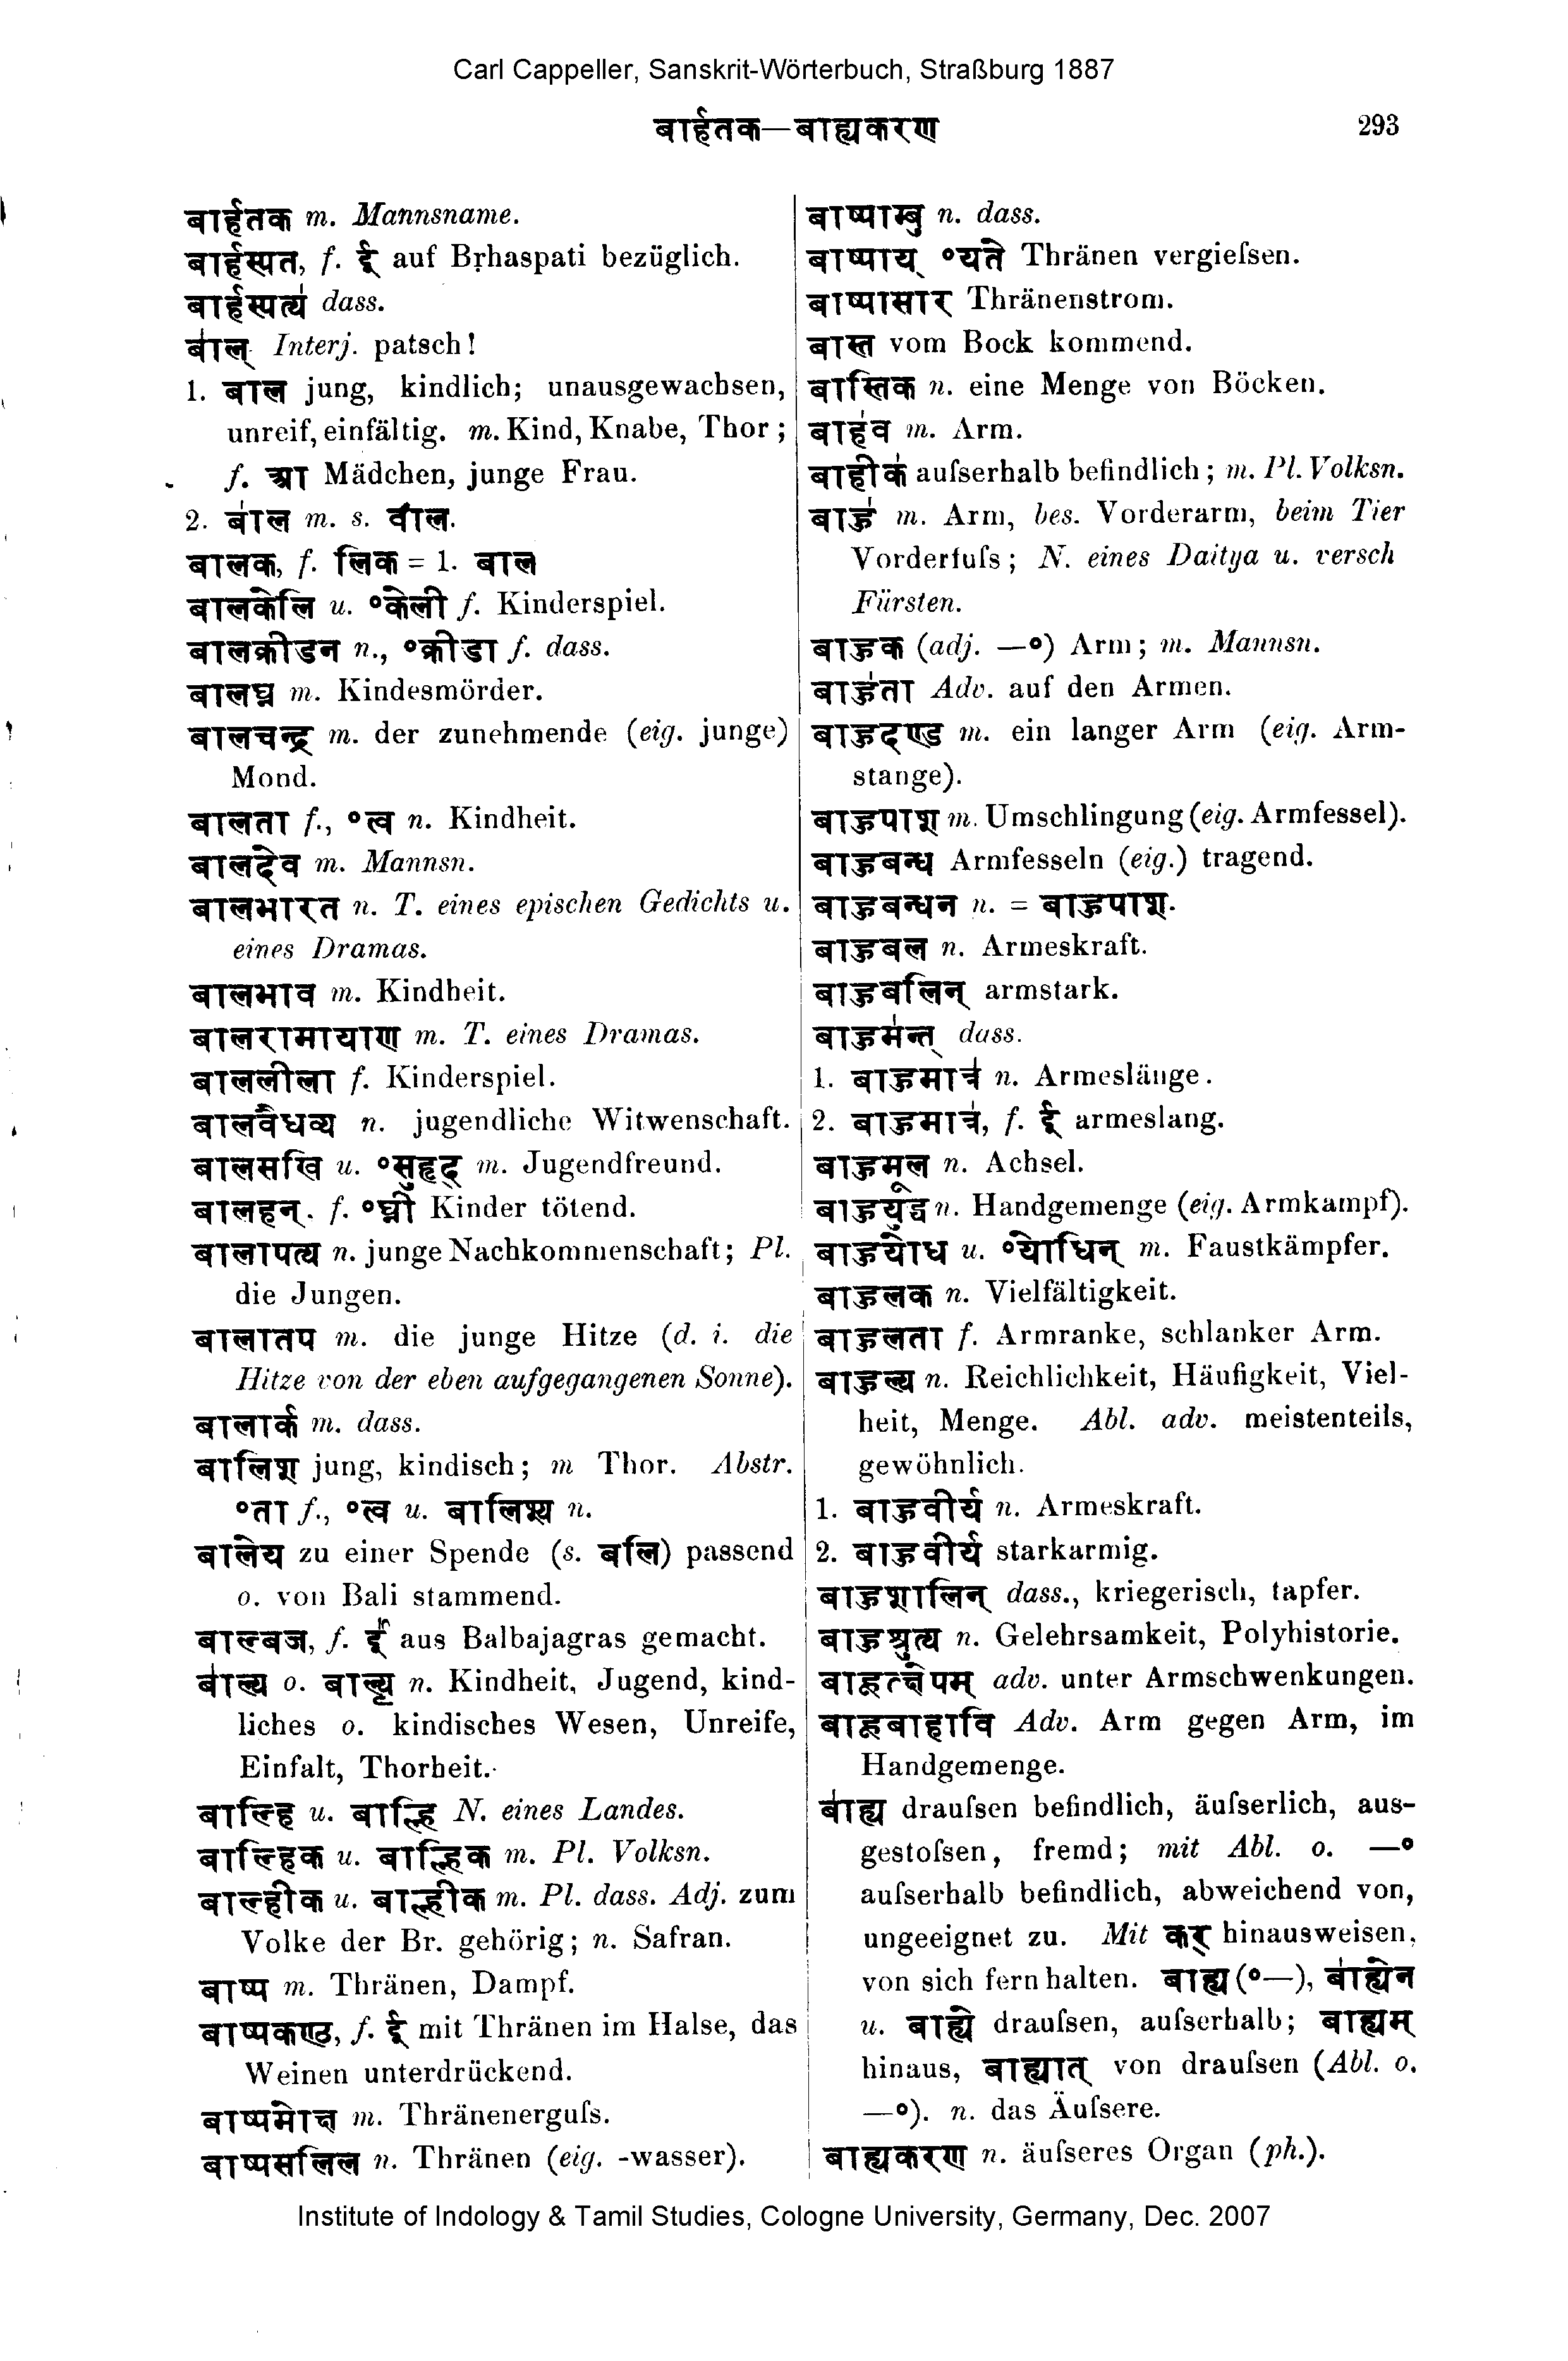 Carl Cappeller, Sanskrit-Wörterbuch, Straßburg 1887
बार्हतक—बाह्यकरण
293
बार्हतक m. Mannsname.
बार्हस्पत, f. ई auf Bṛhaspati bezüglich.
बार्हस्पत्य॑ dass.
बा॑ल् Interj. patsch!
1. बाल jung, kindlich; unausgewachsen,
unreif, einfältig. m. Kind, Knabe, Thor;
f. आ Mädchen, junge Frau.
2. बा॑ल m. s. वा॑ल.
बालक, f. लिक = 1. बाल
बालकेलि u. °केली f. Kinderspiel.
बालक्रीडन n., °क्रीडा f. dass.
बालघ्न m. Kindesmörder.
बालचन्द्र m. der zunehmende (eig. junge)
Mond.
बालता f., °त्व n. Kindheit.
बालदेव m. Mannsn.
बालभारत n. T. eines epischen Gedichts u.
eines Dramas.
बालभाव m. Kindheit.
बालरामायाण m. T. eines Dramas.
बाललीला f. Kinderspiel.
बालवैधव्य n. jugendliche Witwenschaft.
बालसखि u. °सुहृद् m. Jugendfreund.
बालहन्. f. °घ्नी Kinder tötend.
बालापत्य n. junge Nachkommenschaft; Pl.
die Jungen.
बालातप m. die junge Hitze (d. i. die
Hitze von der eben aufgegangenen Sonne).
बालार्क m. dass.
बालिश jung, kindisch; m Thor. Abstr.
°ता f., °त्व u. बालिश्य n.
बालेय zu einer Spende (s. बलि) passend
o. von Bali stammend.
बाल्बज, f. ई aus Balbajagras gemacht.
बा॑ल्य o. बाल्य॑ n. Kindheit, Jugend, kind-
liches o. kindisches Wesen, Unreife,
Einfalt, Thorheit.
बाल्हि u. बाह्लि N. eines Landes.
बाल्हिक u. बाह्लिक m. Pl. Volksn.
बाल्हीक u. बाह्लीक m. Pl. dass. Adj. zum
Volke der Br. gehörig; n. Safran.
बाष्प m. Thränen, Dampf.
बाष्पकण्ठ, f. ई mit Thränen im Halse, das
Weinen unterdrückend.
बाष्पमोक्ष m. Thränenerguſs.
बाष्पसलिल n. Thränen (eig. -wasser).
बाष्पाम्बु n. dass.
बाष्पाय् °यते Thränen vergieſsen.
बाष्पासार Thränenstrom.
बास्त vom Bock kommend.
बास्तिक n. eine Menge von Böcken.
बाह॑व m. Arm.
बाहीक॑ auſserhalb befindlich; m. Pl. Volksn.
बाहु॑ m. Arm, bes. Vorderarm, beim Tier
Vorderfuſs; N. eines Daitya u. versch
Fürsten.
बाहुक (adj. —°) Arm; m. Mannsn.
बाहु॑ता Adv. auf den Armen.
बाहुदण्ड m. ein langer Arm (eig. Arm-
stange).
बाहुपाश m. Umschlingung (eig. Armfessel).
बाहुबन्ध Armfesseln (eig.) tragend.
बाहुबन्धन n. = बाहुपाश.
बाहुबल n. Armeskraft.
बाहुबलिन् armstark.
बाहुम॑न्त् dass.
1. बाहुमात्र॑ n. Armeslänge.
2. बाहुमात्र॑, f. ई armeslang.
बाहुमूल n. Achsel.
बाहुयुद्ध n. Handgemenge (eig. Armkampf).
बाहुयोध u. °योधिन् m. Faustkämpfer.
बाहुलक n. Vielfältigkeit.
बाहुलता f. Armranke, schlanker Arm.
बाहुल्य n. Reichlichkeit, Häufigkeit, Viel-
heit, Menge. Abl. adv. meistenteils,
gewöhnlich.
1. बाहुवीर्य n. Armeskraft.
2. बाहुवीर्य starkarmig.
बाहुशालिन् dass., kriegerisch, tapfer.
बाहुश्रुत्य n. Gelehrsamkeit, Polyhistorie.
बाहूत्क्षेपम् adv. unter Armschwenkungen.
बाहूबाहावि Adv. Arm gegen Arm, im
Handgemenge.
बा॑ह्य drauſsen befindlich, äuſserlich, aus-
gestoſsen, fremd; mit Abl. o. —°
auſserhalb befindlich, abweichend von,
ungeeignet zu. Mit कर् hinausweisen,
von sich fern halten. बाह्य (°—), बा॑ह्येन
u. बाह्ये drauſsen, auſserhalb; बाह्यम्
hinaus, बाह्यात् von drauſsen (Abl. o.
—°). n. das Äuſsere.
बाह्यकरण n. äuſseres Organ (ph.).
Institute of Indology & Tamil Studies, Cologne University, Germany, Dec. 2007